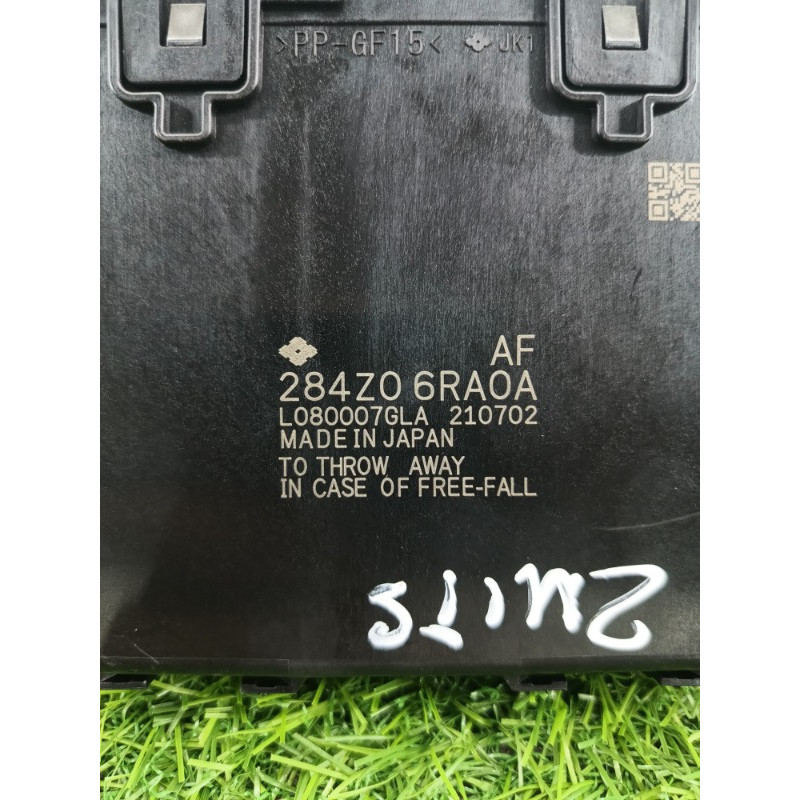 >PP-GF15< JK1
AF
284Z0 6RA0A
L080007GLA 210702
MADE IN JAPAN
TO THROW AWAY
IN CASE OF FREE-FALL